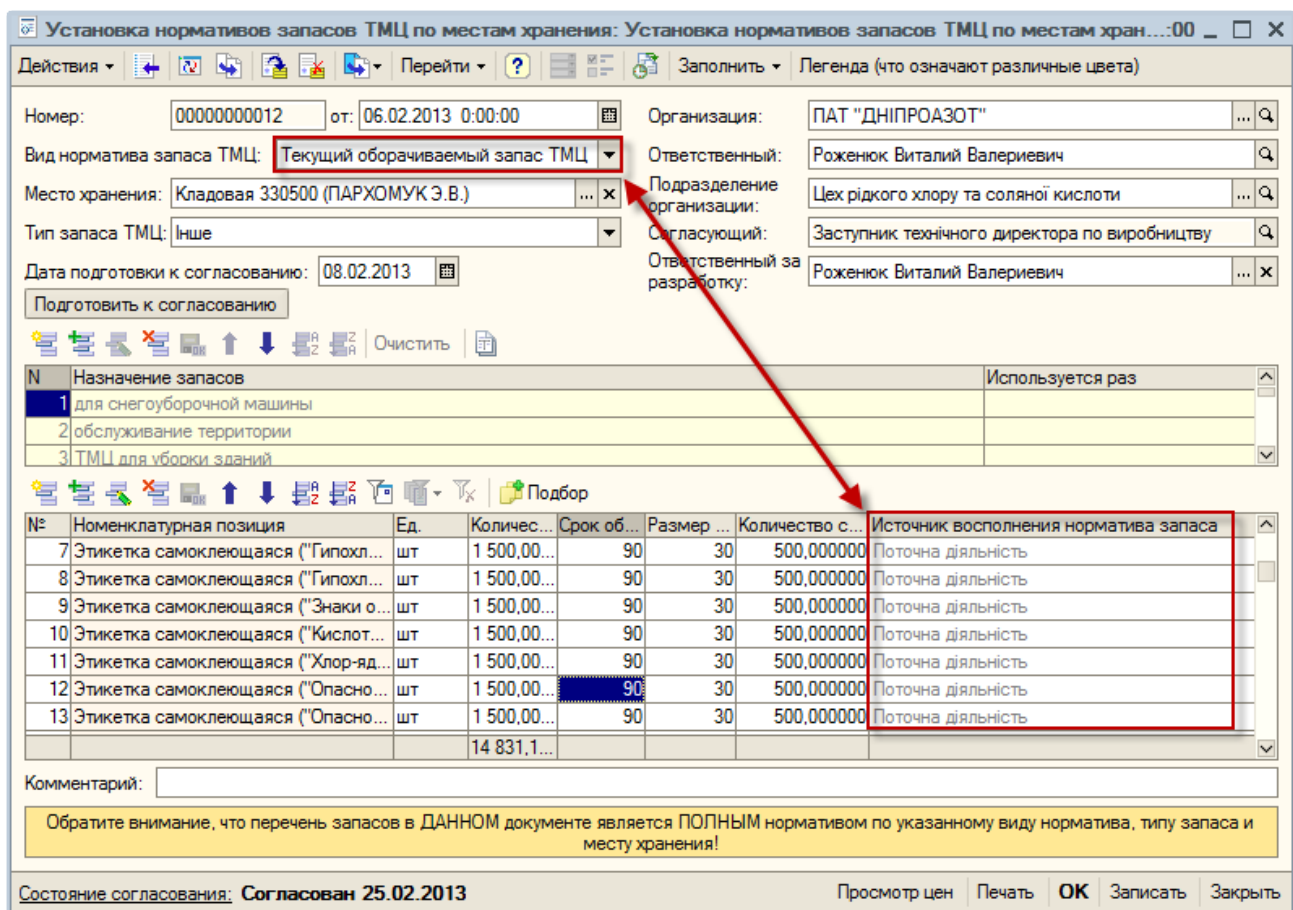 Установка нормативов запасов ТМЦ по местам хранения: Установка нормативов запасов ТМЦ по местам хран...:00
Действия Перейти ? Заполнить Легенда (что означают различные цвета)
Номер: 00000000012 от: 06.02.2013 0:00:00 Организация: ПАТ "ДНІПРОАЗОТ" ...
Вид норматива запаса ТМЦ: Текущий оборачиваемый запас ТМЦ Ответственный: Роженюк Виталий Валериевич
Место хранения: Кладовая 330500 (ПАРХОМУК Э.В.) ... x Подразделение организации: Цех рідкого хлору та соляної кислоти ...
Тип запаса ТМЦ: Інше Согласующий: Заступник технічного директора по виробництву
Дата подготовки к согласованию: 08.02.2013 Ответственный за разработку: Роженюк Виталий Валериевич ... x
Подготовить к согласованию
Очистить
N Назначение запасов Используется раз
1 для снегоуборочной машины
2 обслуживание территории
3 ТМЦ для уборки зданий
Подбор
№ Номенклатурная позиция Ед. Количес... Срок об... Размер ... Количество с... Источник восполнения норматива запаса
7 Этикетка самоклеющаяся ("Гипохл... шт 1 500,00... 90 30 500,000000 Поточна діяльність
8 Этикетка самоклеющаяся ("Гипохл... шт 1 500,00... 90 30 500,000000 Поточна діяльність
9 Этикетка самоклеющаяся ("Знаки о... шт 1 500,00... 90 30 500,000000 Поточна діяльність
10 Этикетка самоклеющаяся ("Кислот... шт 1 500,00... 90 30 500,000000 Поточна діяльність
11 Этикетка самоклеющаяся ("Хлор-яд... шт 1 500,00... 90 30 500,000000 Поточна діяльність
12 Этикетка самоклеющаяся ("Опасно... шт 1 500,00... 90 30 500,000000 Поточна діяльність
13 Этикетка самоклеющаяся ("Опасно... шт 1 500,00... 90 30 500,000000 Поточна діяльність
14 831,1...
Комментарий:
Обратите внимание, что перечень запасов в ДАННОМ документе является ПОЛНЫМ нормативом по указанному виду норматива, типу запаса и
месту хранения!
Состояние согласования: Согласован 25.02.2013 Просмотр цен Печать OK Записать Закрыть